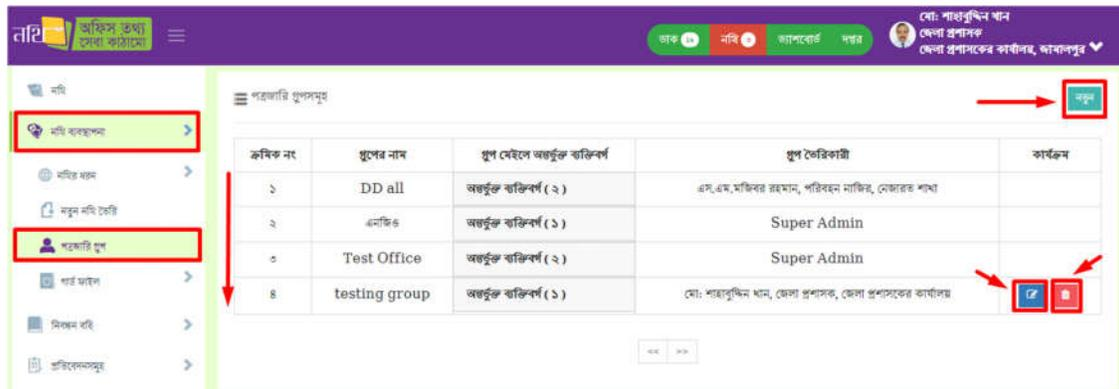 নথি
অফিস তথ্য
সেবা কাঠামো
ডাক
নথি
ড্যাশবোর্ড
দপ্তর
মো: শাহাবুদ্দিন খান
জেলা প্রশাসক
জেলা প্রশাসকের কার্যালয়, জামালপুর
নথি
নথি ব্যবস্থাপনা
নথির ধরন
নতুন নথি তৈরি
পত্রজারি গ্রুপ
গার্ড ফাইল
নিবন্ধন বহি
প্রতিবেদনসমূহ
পত্রজারি গ্রুপসমূহ
নতুন
ক্রমিক নং গ্রুপের নাম গ্রুপ মেইলে অন্তর্ভুক্ত ব্যক্তিবর্গ গ্রুপ তৈরিকারী কার্যক্রম
১ DD all অন্তর্ভুক্ত ব্যক্তিবর্গ ( ২ ) এস.এম.মজিবর রহমান, পরিবহন নাজির, নেজারত শাখা
২ এনজিও অন্তর্ভুক্ত ব্যক্তিবর্গ ( ১ ) Super Admin
৩ Test Office অন্তর্ভুক্ত ব্যক্তিবর্গ ( ২ ) Super Admin
৪ testing group অন্তর্ভুক্ত ব্যক্তিবর্গ ( ১ ) মো: শাহাবুদ্দিন খান, জেলা প্রশাসক, জেলা প্রশাসকের কার্যালয়
<< >>